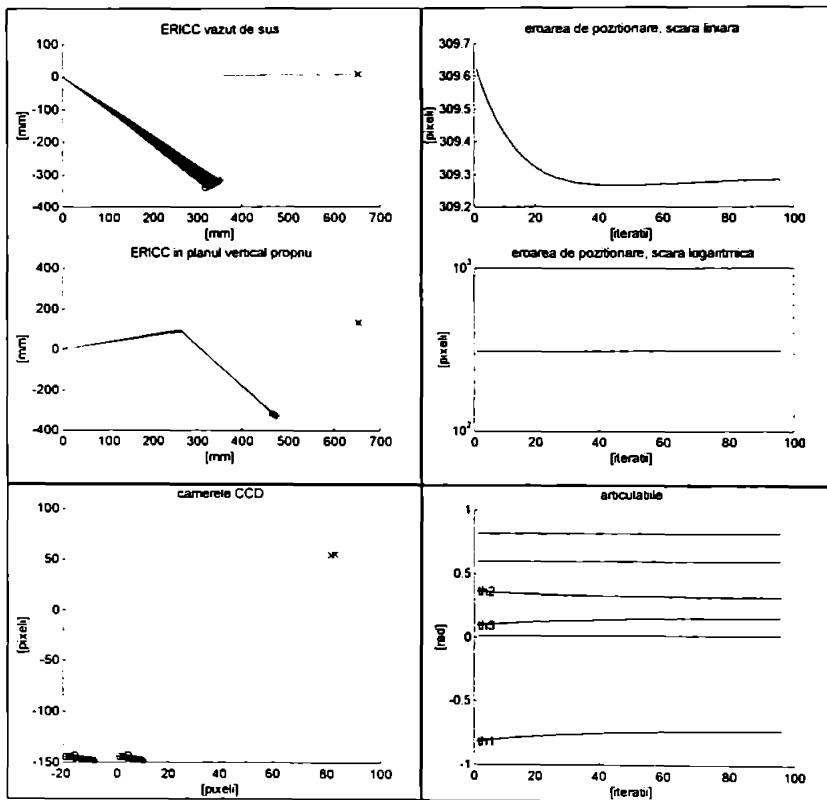 ERICC vazut de sus
100
0
-100
-200
-300
-400
[mm]
0 100 200 300 400 500 600 700
[mm]
eroarea de pozitionare, scara liniara
309.7
309.6
309.5
309.4
309.3
309.2
[pixeli]
0 20 40 60 80 100
[iteratii]
ERICC in planul vertical propriu
400
200
0
-200
-400
[mm]
0 100 200 300 400 500 600 700
[mm]
eroarea de pozitionare, scara logaritmica
10³
10²
[pixeli]
0 20 40 60 80 100
[iteratii]
camerele CCD
100
50
0
-50
-100
-150
[pixeli]
-20 0 20 40 60 80 100
[pixeli]
articulatiile
1
0.5
0
-0.5
-1
[rad]
th2
th3
th1
0 20 40 60 80 100
[iteratii]